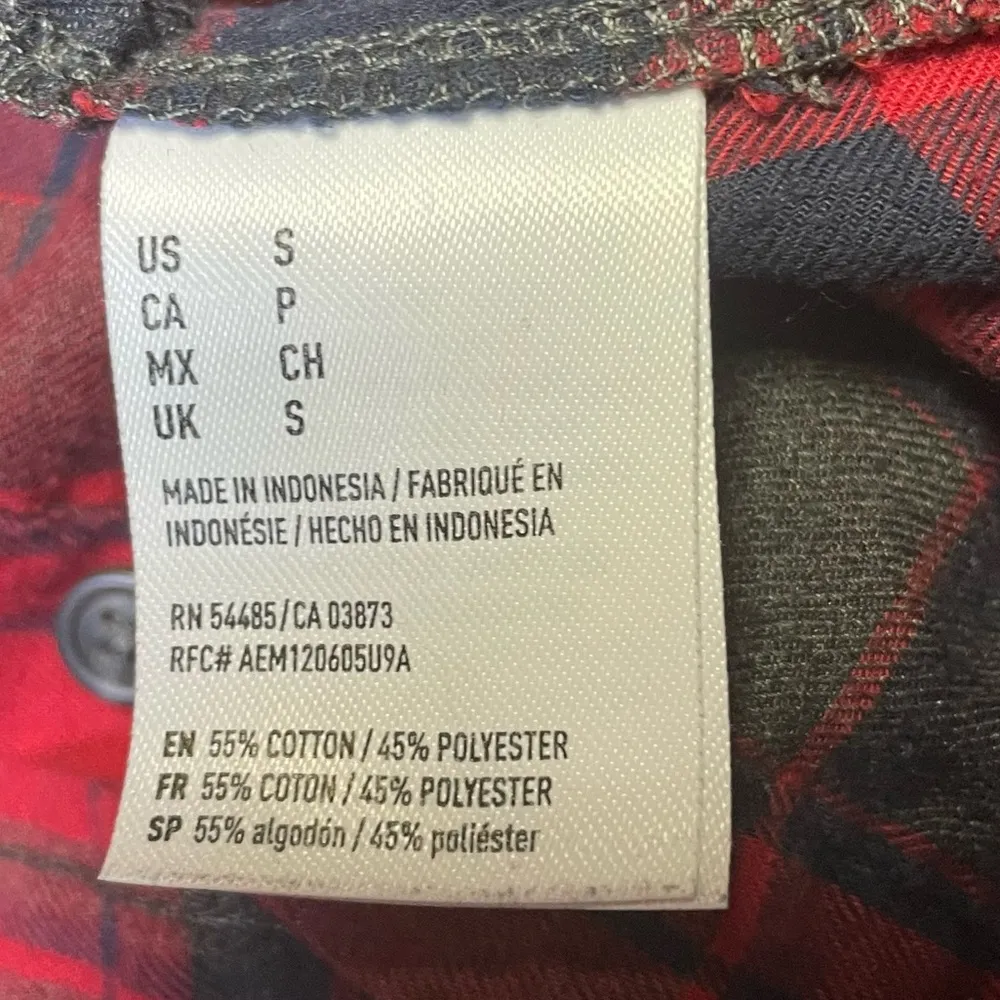 US S
CA P
MX CH
UK S
MADE IN INDONESIA / FABRIQUÉ EN
INDONÉSIE / HECHO EN INDONESIA
RN 54485/CA 03873
RFC# AEM120605U9A
EN 55% COTTON / 45% POLYESTER
FR 55% COTON / 45% POLYESTER
SP 55% algodón / 45% poliéster